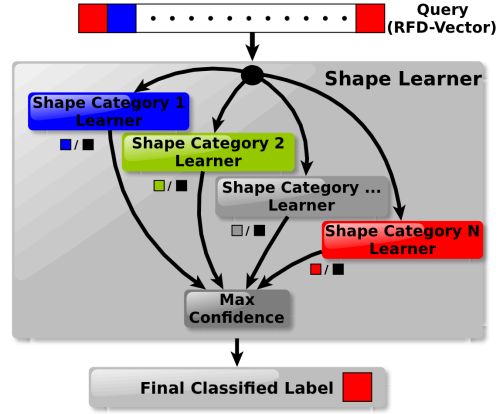 Query
(RFD-Vector)
Shape Learner
Shape Category 1
Learner
/
Shape Category 2
Learner
/
Shape Category ...
Learner
/
Shape Category N
Learner
/
Max
Confidence
Final Classified Label